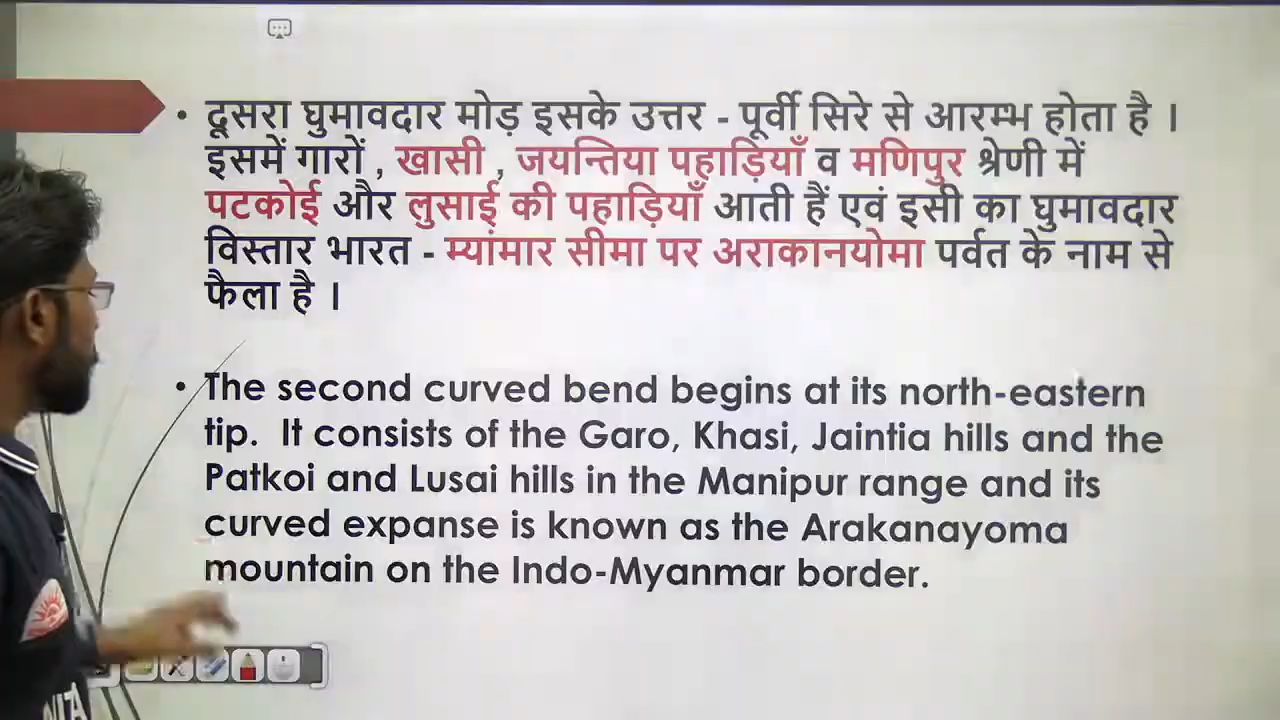 • दूसरा घुमावदार मोड़ इसके उत्तर - पूर्वी सिरे से आरम्भ होता है ।
इसमें गारों , खासी , जयन्तिया पहाड़ियाँ व मणिपुर श्रेणी में
पटकोई और लुसाई की पहाड़ियाँ आती हैं एवं इसी का घुमावदार
विस्तार भारत - म्यांमार सीमा पर अराकानयोमा पर्वत के नाम से
फैला है ।
• The second curved bend begins at its north-eastern
tip. It consists of the Garo, Khasi, Jaintia hills and the
Patkoi and Lusai hills in the Manipur range and its
curved expanse is known as the Arakanayoma
mountain on the Indo-Myanmar border.